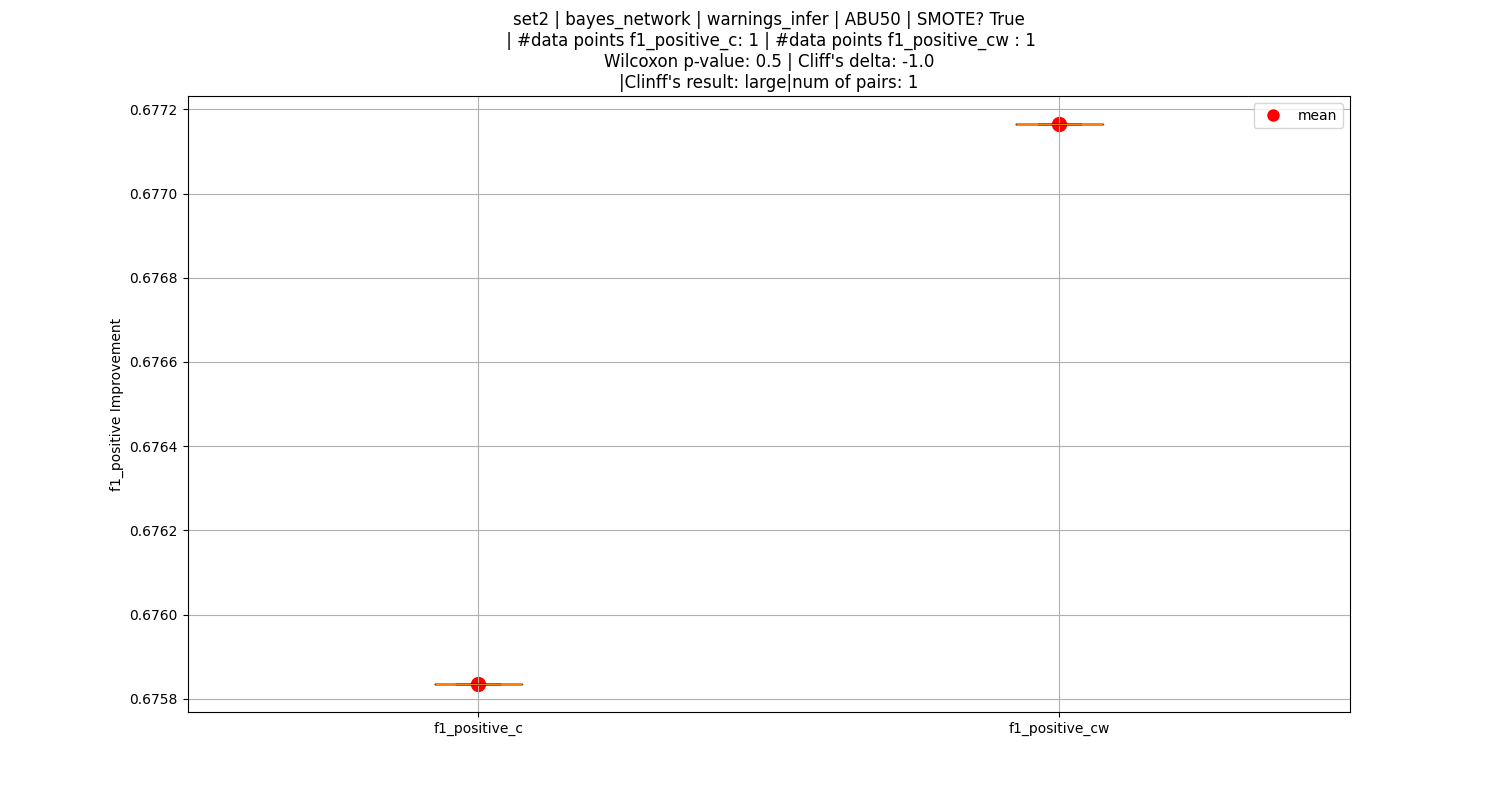 set2 | bayes_network | warnings_infer | ABU50 | SMOTE? True
| #data points f1_positive_c: 1 | #data points f1_positive_cw : 1
Wilcoxon p-value: 0.5 | Cliff's delta: -1.0
|Clinff's result: large|num of pairs: 1
mean
0.6772
0.6770
0.6768
0.6766
0.6764
0.6762
0.6760
0.6758
f1_positive Improvement
f1_positive_c
f1_positive_cw